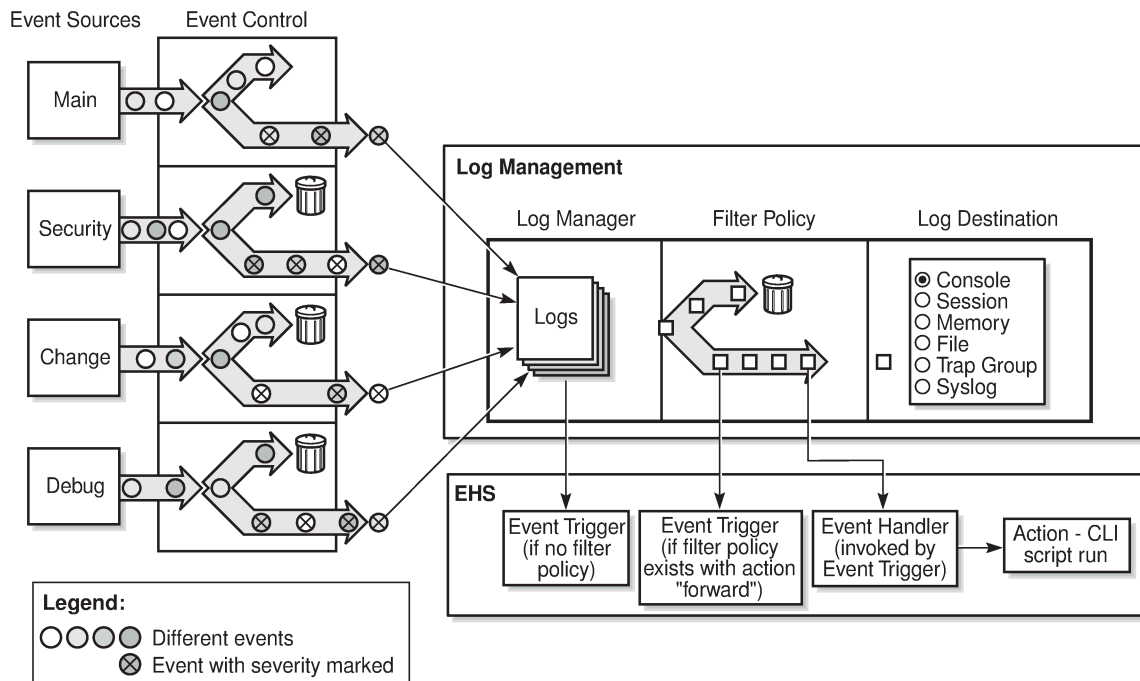 Event Sources
Event Control
Main
Security
Change
Debug
Log Management
Log Manager
Filter Policy
Log Destination
Logs
Console
Session
Memory
File
Trap Group
Syslog
EHS
Event Trigger
(if no filter
policy)
Event Trigger
(if filter policy
exists with action
"forward")
Event Handler
(invoked by
Event Trigger)
Action - CLI
script run
Legend:
Different events
Event with severity marked